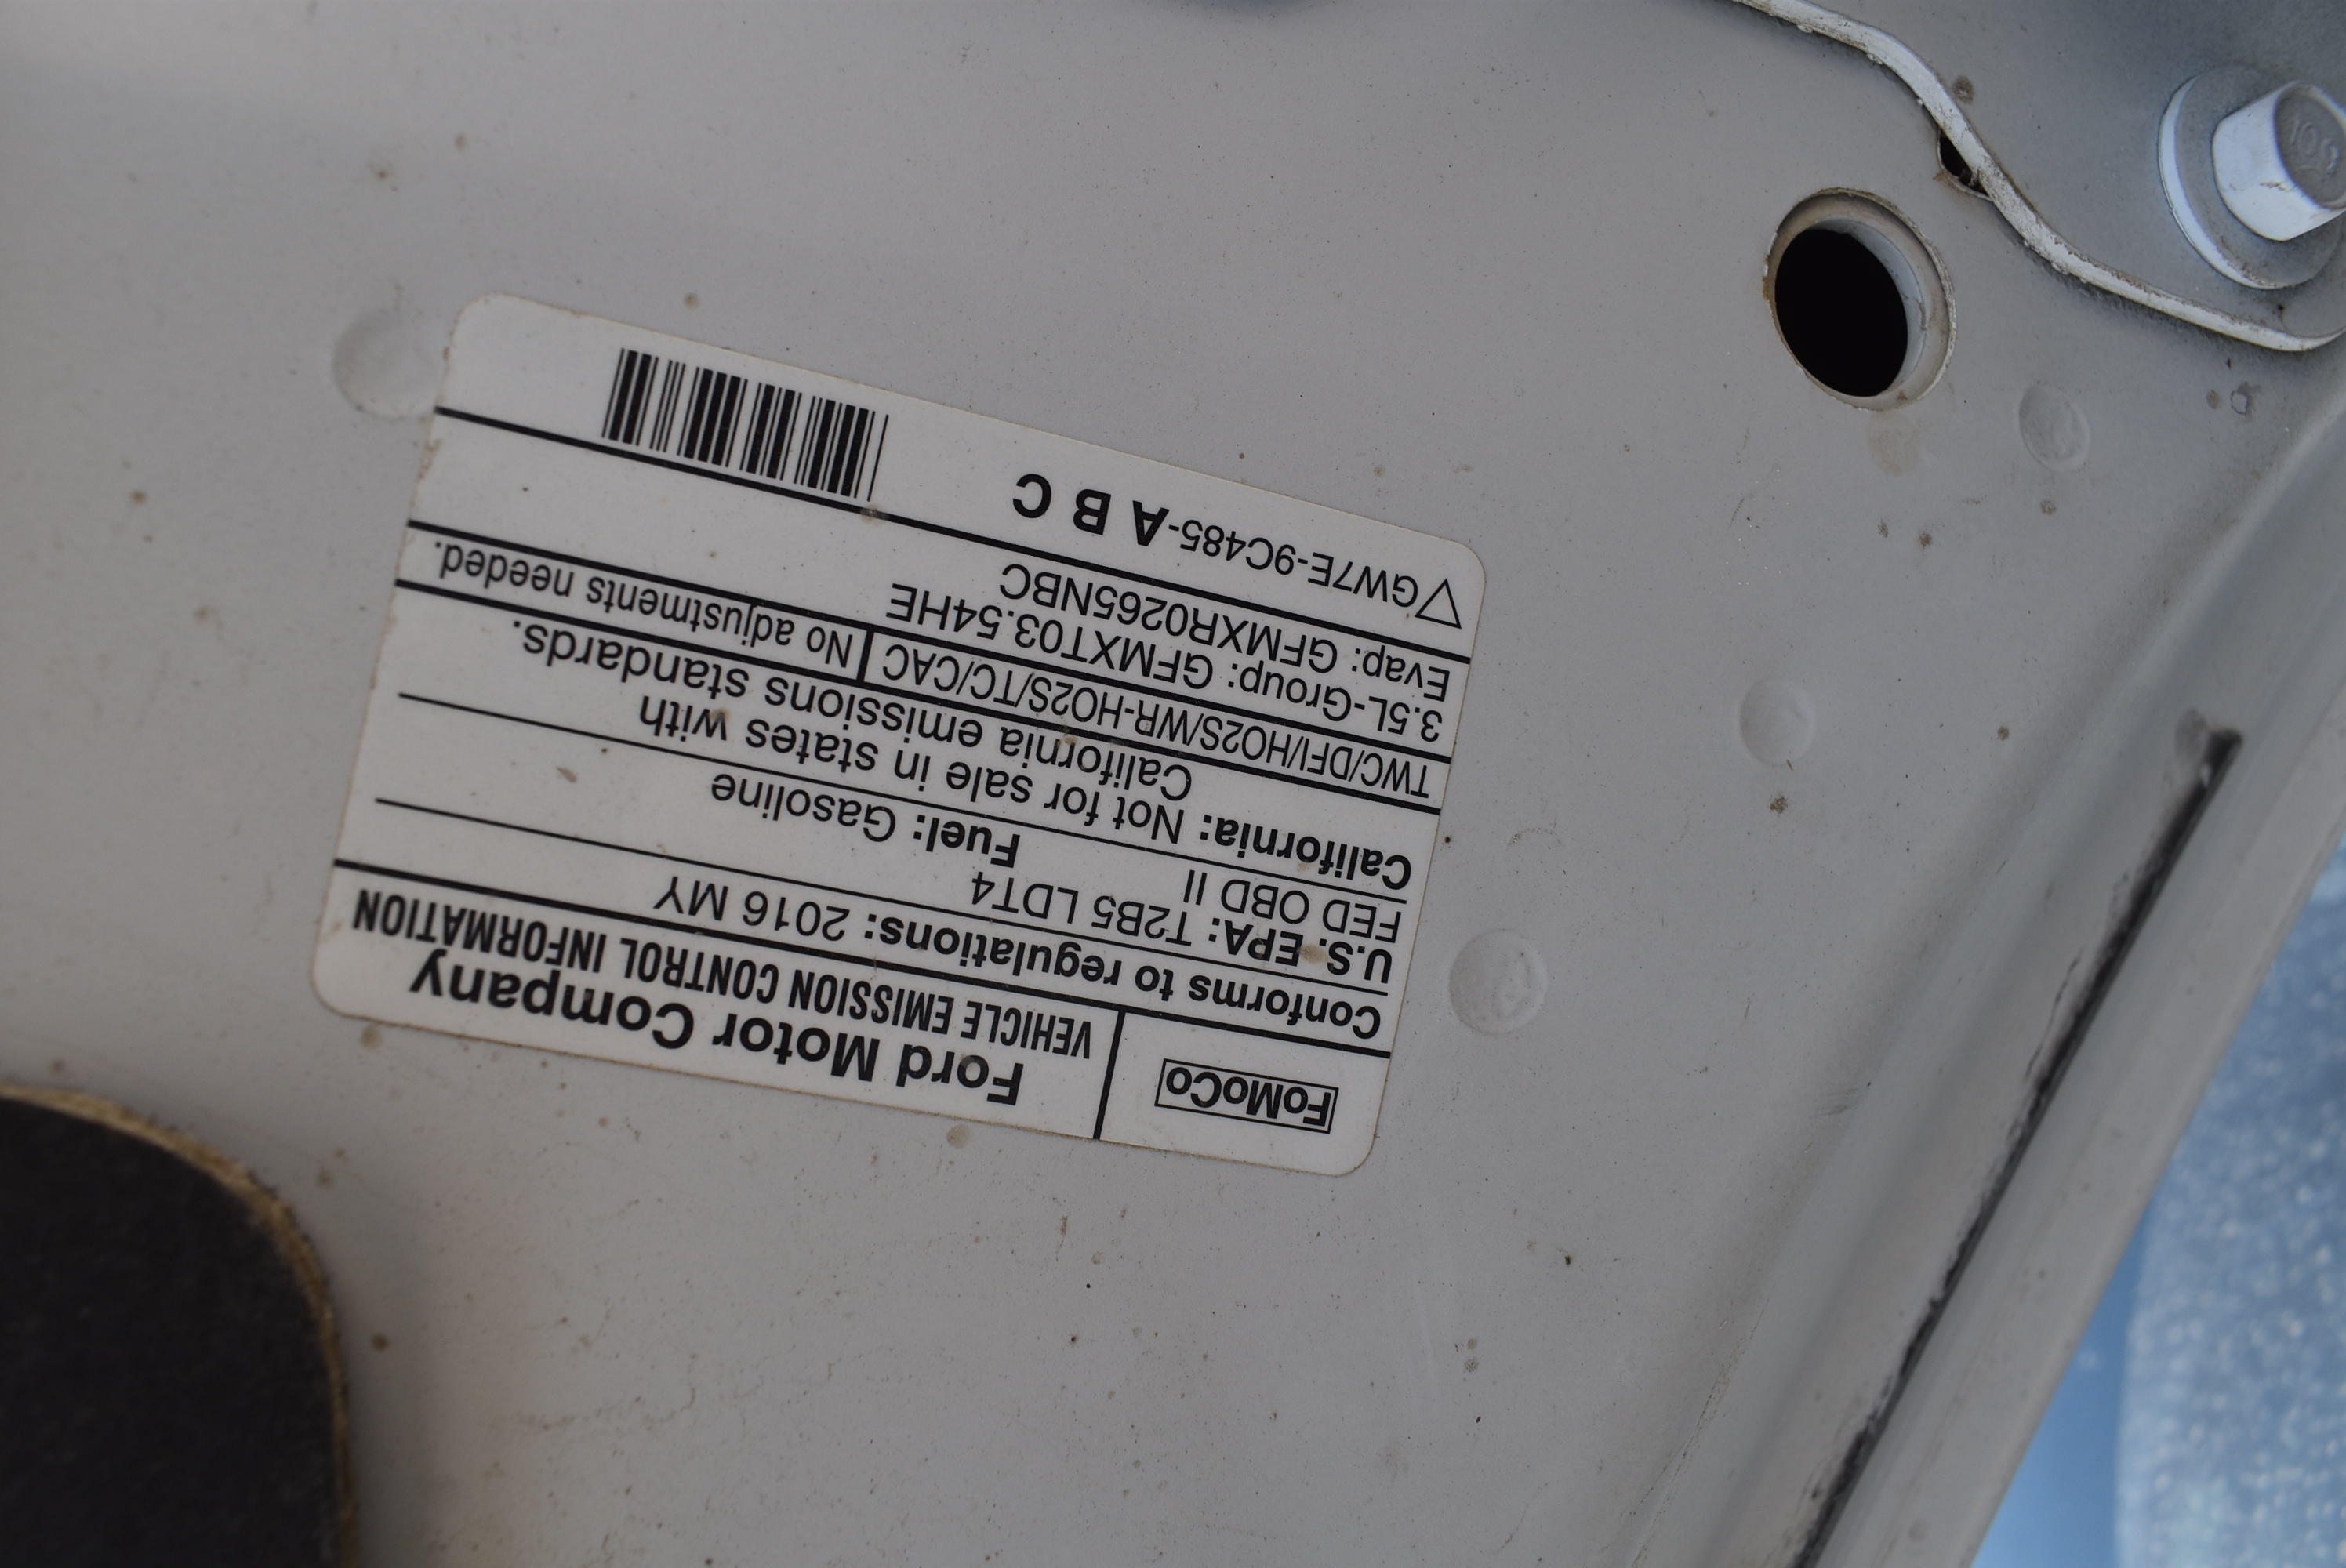 FoMoCo
Ford Motor Company
VEHICLE EMISSION CONTROL INFORMATION
Conforms to regulations: 2016 MY
U.S. EPA: T2B5 LDT4
FED OBD II Fuel: Gasoline
California: Not for sale in states with
California emissions standards.
TWC/DFI/HO2S/WR-HO2S/TC/CAC No adjustments needed.
3.5L-Group: GFMXT03.54HE
Evap: GFMXR0265NBC
GW7E-9C485-A B C